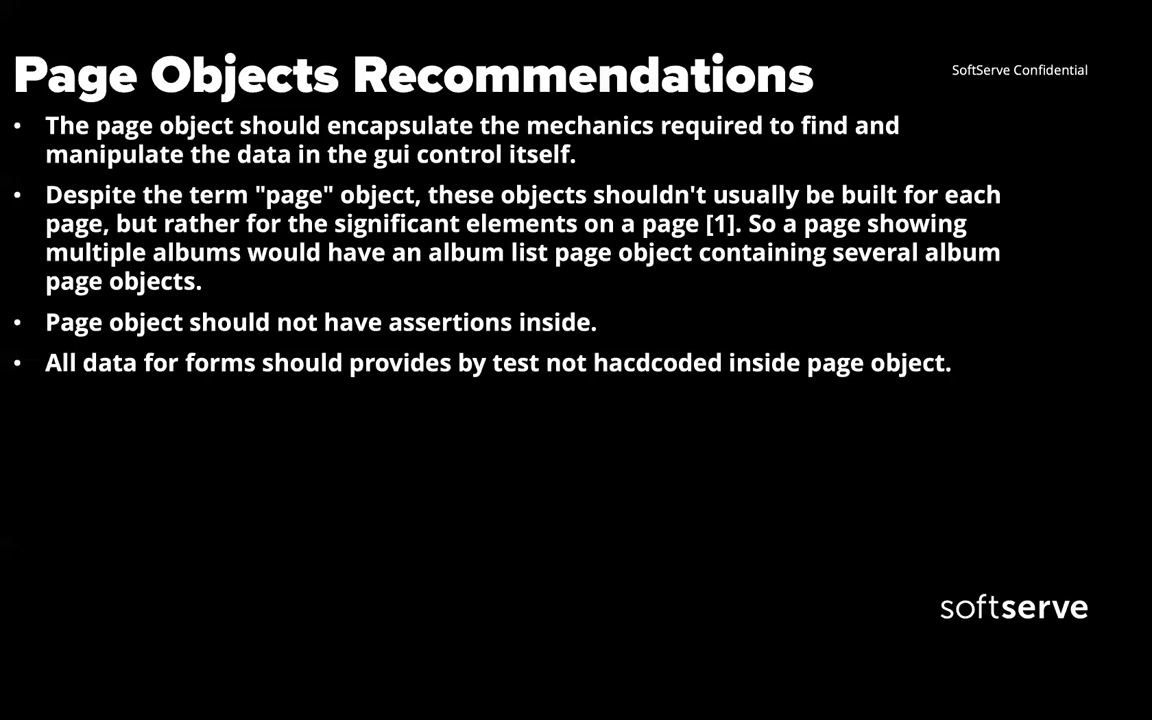 Page Objects Recommendations
SoftServe Confidential
• The page object should encapsulate the mechanics required to find and
manipulate the data in the gui control itself.
• Despite the term "page" object, these objects shouldn't usually be built for each
page, but rather for the significant elements on a page [1]. So a page showing
multiple albums would have an album list page object containing several album
page objects.
• Page object should not have assertions inside.
• All data for forms should provides by test not hacdcoded inside page object.
softserve